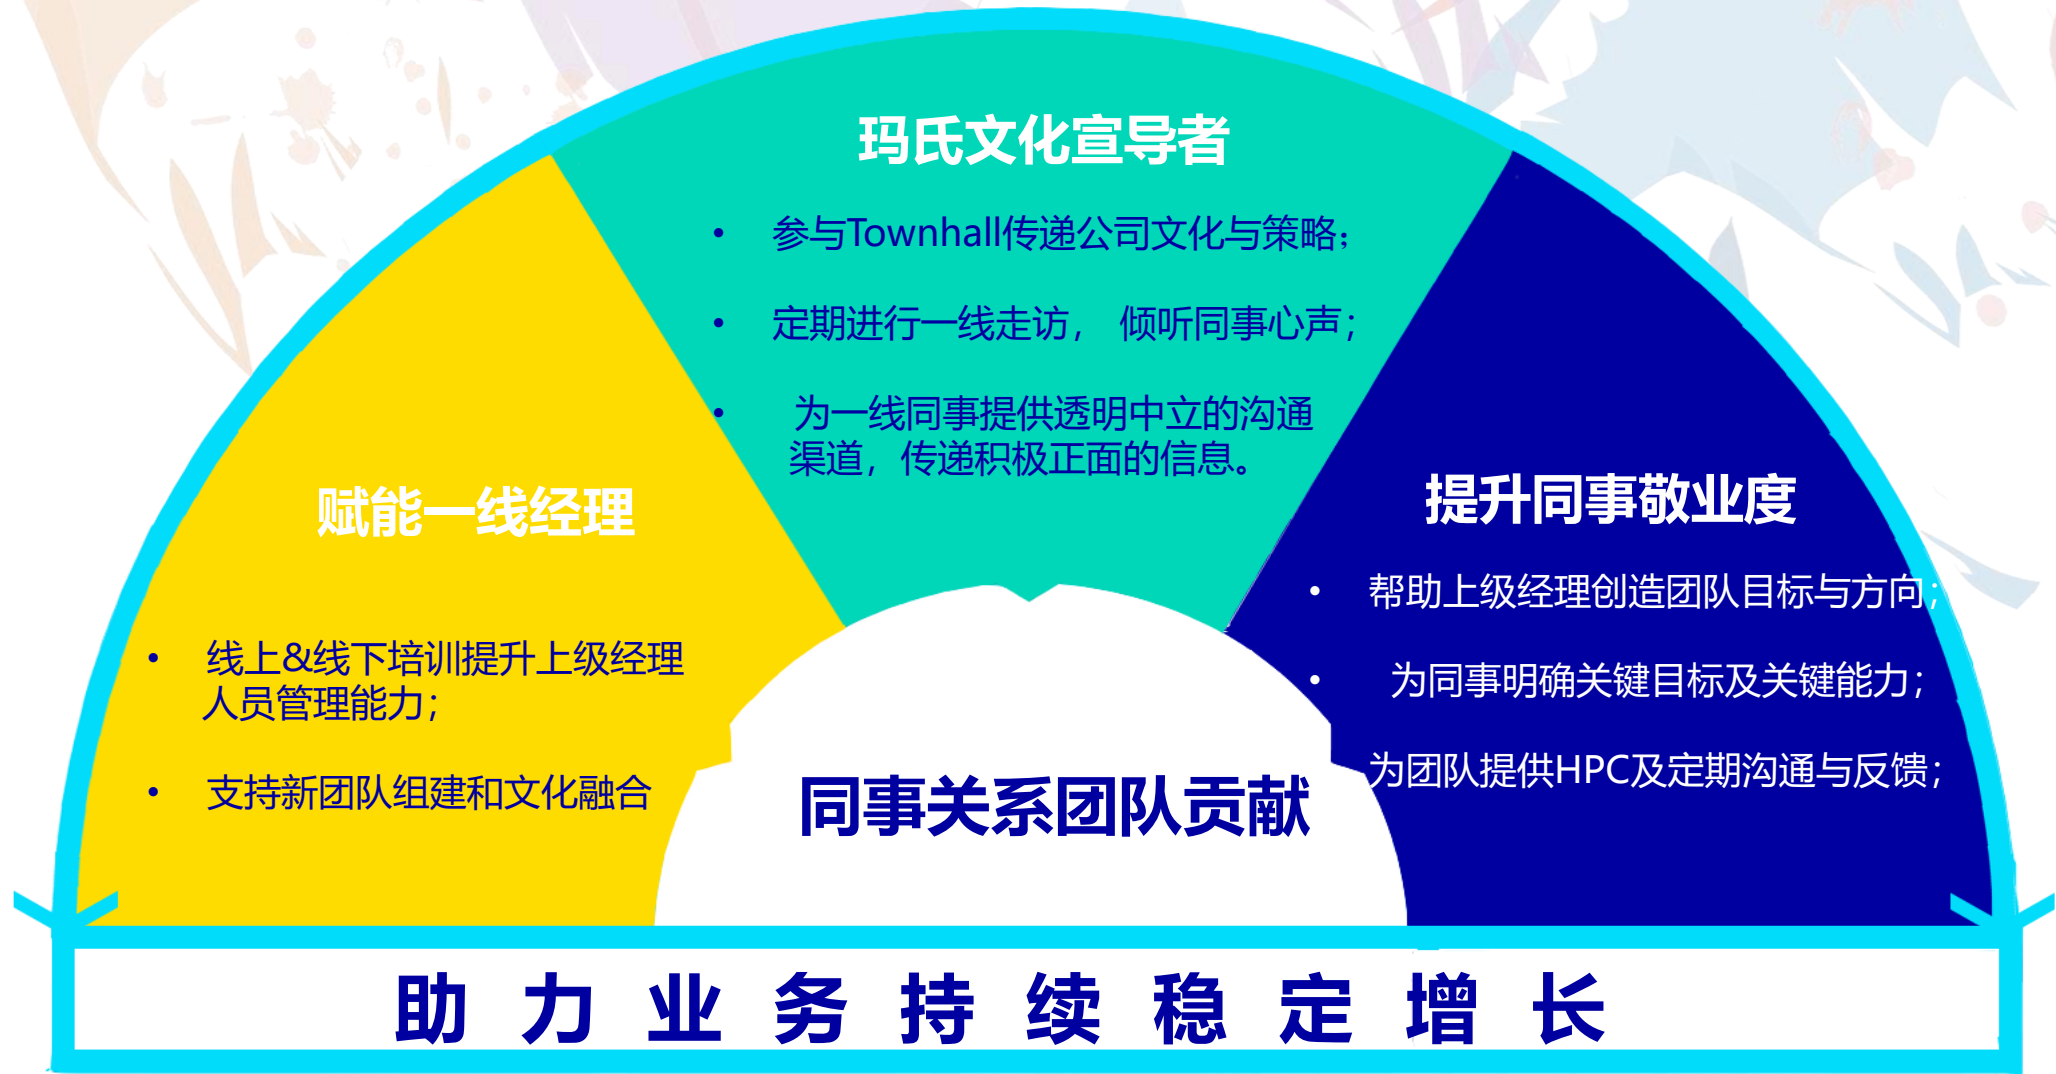 玛氏文化宣导者
• 参与Townhall传递公司文化与策略；
• 定期进行一线走访， 倾听同事心声；
• 为一线同事提供透明中立的沟通
渠道，传递积极正面的信息。
赋能一线经理
• 线上&线下培训提升上级经理
人员管理能力；
• 支持新团队组建和文化融合
提升同事敬业度
• 帮助上级经理创造团队目标与方向；
• 为同事明确关键目标及关键能力；
为团队提供HPC及定期沟通与反馈；
同事关系团队贡献
助力业务持续稳定增长